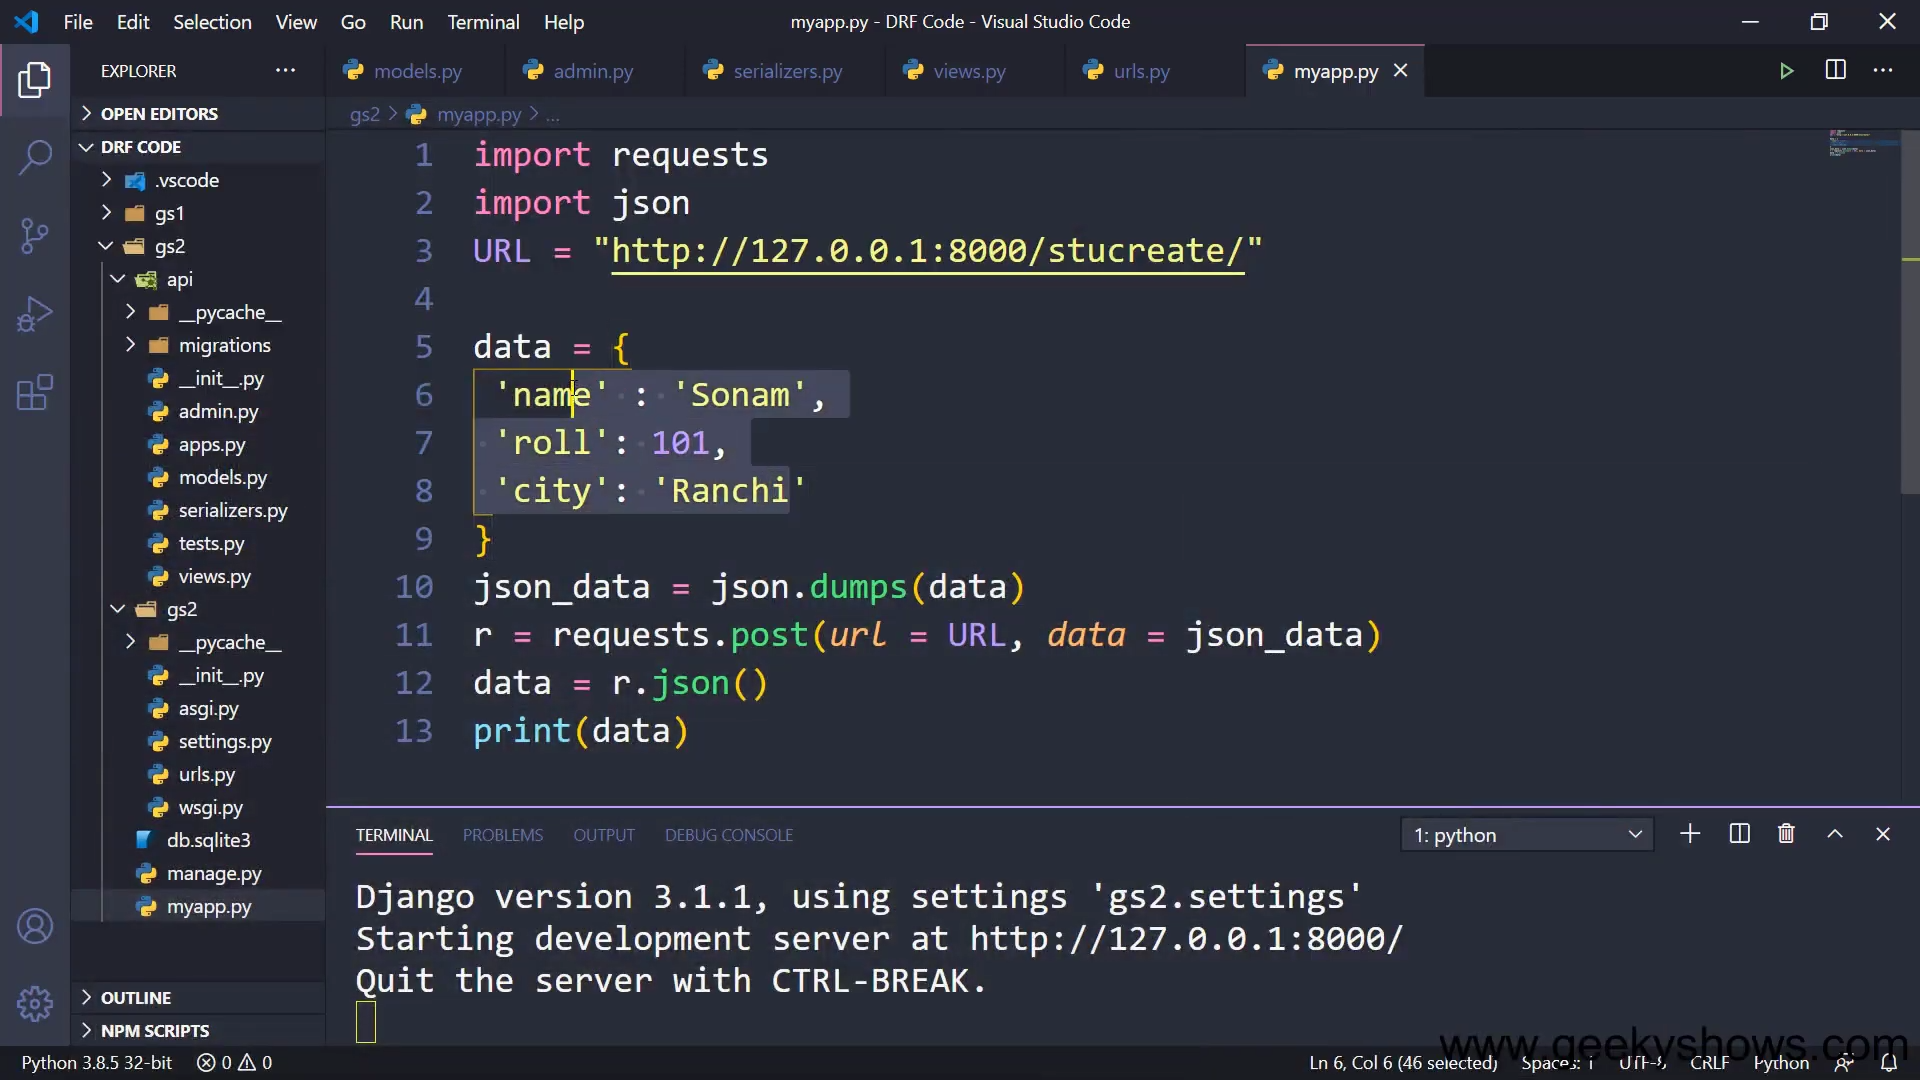 File Edit Selection View Go Run Terminal Help
myapp.py - DRF Code - Visual Studio Code
EXPLORER
OPEN EDITORS
DRF CODE
.vscode
gs1
gs2
api
__pycache__
migrations
__init__.py
admin.py
apps.py
models.py
serializers.py
tests.py
views.py
gs2
__pycache__
__init__.py
asgi.py
settings.py
urls.py
wsgi.py
db.sqlite3
manage.py
myapp.py
OUTLINE
NPM SCRIPTS
models.py admin.py serializers.py views.py urls.py myapp.py
gs2 > myapp.py > ...
1 import requests
2 import json
3 URL = "http://127.0.0.1:8000/stucreate/"
4
5 data = {
6 'name' : 'Sonam',
7 'roll': 101,
8 'city': 'Ranchi'
9 }
10 json_data = json.dumps(data)
11 r = requests.post(url = URL, data = json_data)
12 data = r.json()
13 print(data)
TERMINAL PROBLEMS OUTPUT DEBUG CONSOLE 1: python
Django version 3.1.1, using settings 'gs2.settings'
Starting development server at http://127.0.0.1:8000/
Quit the server with CTRL-BREAK.
www.geekyshows.com
Python 3.8.5 32-bit 0 0 Ln 6, Col 6 (46 selected) Spaces: 1 UTF-8 CRLF Python